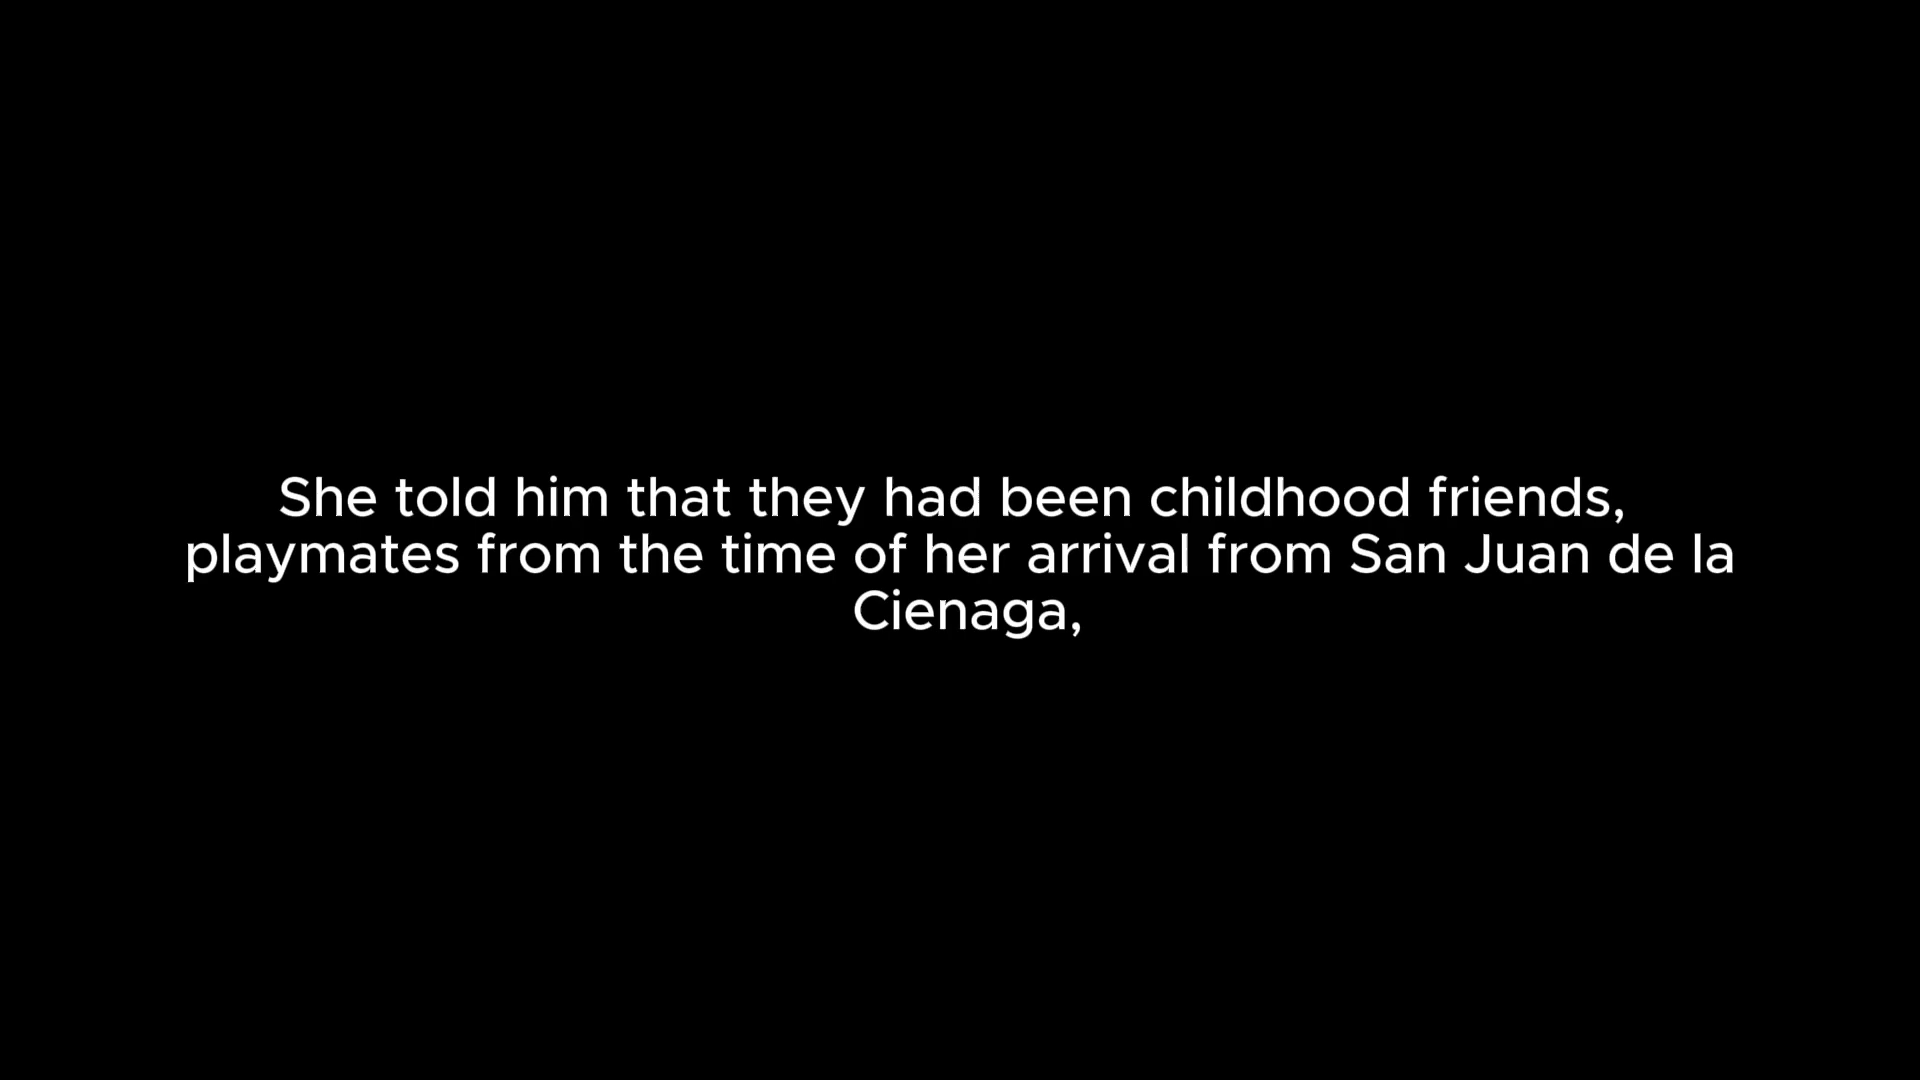 She told him that they had been childhood friends,
playmates from the time of her arrival from San Juan de la
Cienaga,